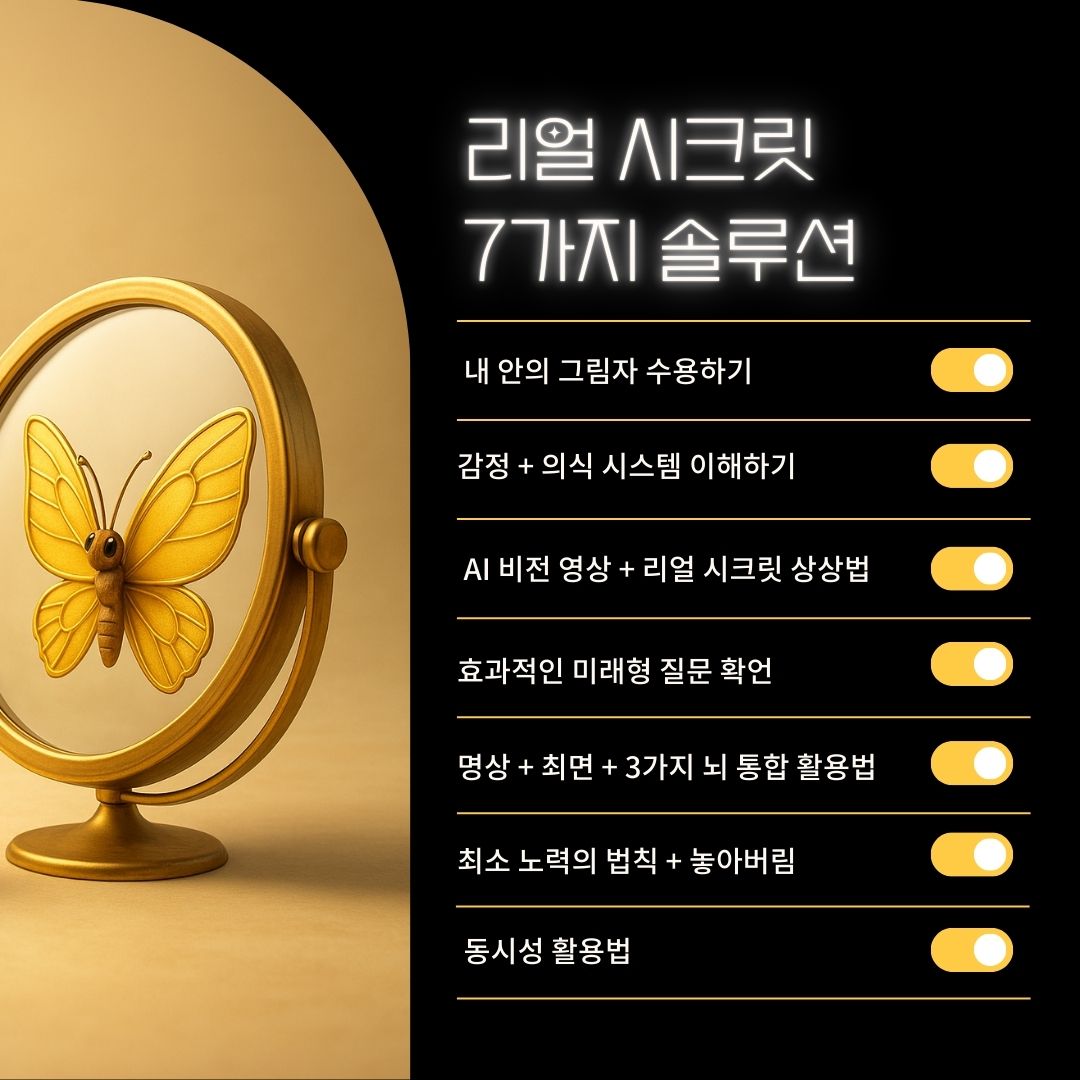 리얼 시크릿
7가지 솔루션
내 안의 그림자 수용하기
감정 + 의식 시스템 이해하기
AI 비전 영상 + 리얼 시크릿 상상법
효과적인 미래형 질문 확언
명상 + 최면 + 3가지 뇌 통합 활용법
최소 노력의 법칙 + 놓아버림
동시성 활용법